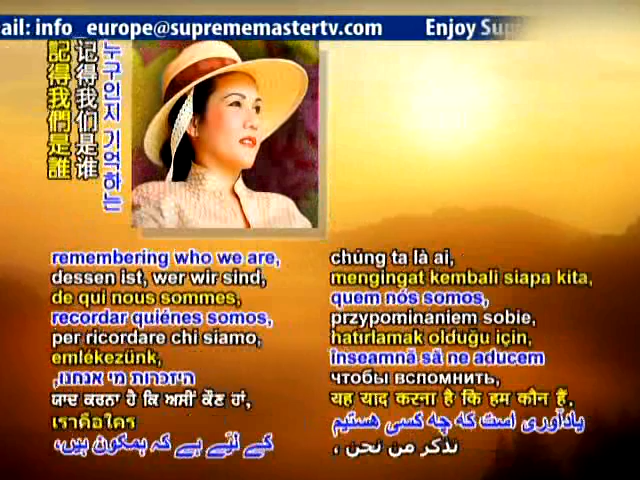 ail: info_europe@suprememastertv.com Enjoy Sup
記得我們是誰
记得我们是谁
누구인지 기억하는
remembering who we are,
dessen ist, wer wir sind,
de qui nous sommes,
recordar quiénes somos,
per ricordare chi siamo,
emlékezünk,
היזכרות מי אנחנו,
ਯਾਦ ਕਰਨਾ ਹੈ ਕਿ ਅਸੀਂ ਕੌਣ ਹਾਂ,
เราคือใคร
کے لیئے ہے کہ ہمکون ہیں،
chúng ta là ai,
mengingat kembali siapa kita,
quem nós somos,
przypominaniem sobie,
hatırlamak olduğu için,
înseamnă să ne aducem
чтобы вспомнить,
यह याद करना है कि हम कौन हैं,
یادآوری است که چه کسی هستیم
تذكر من نحن ،